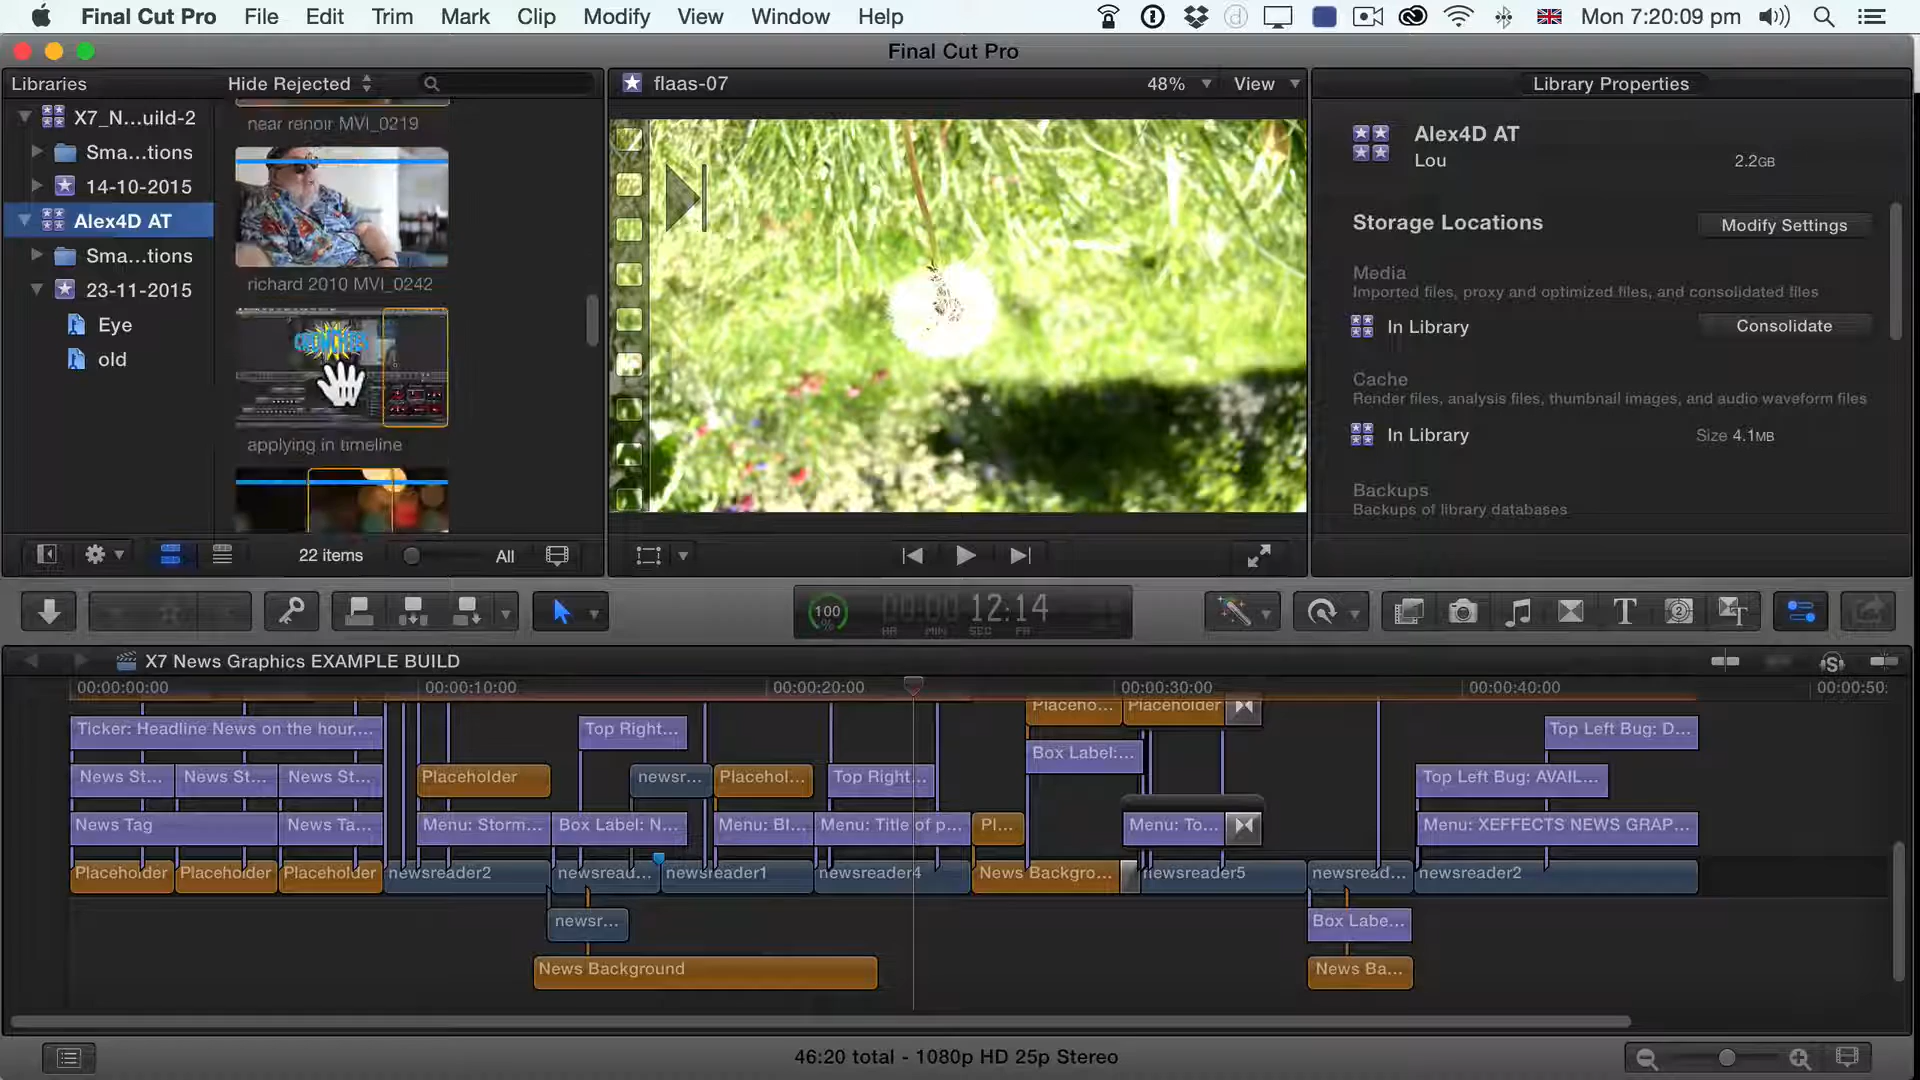 Final Cut Pro File Edit Trim Mark Clip Modify View Window Help Mon 7:20:09 pm
Final Cut Pro
Libraries Hide Rejected flaas-07 48% View Library Properties
X7_N...uild-2
Sma...tions
14-10-2015
Alex4D AT
Sma...tions
23-11-2015
Eye
old
near renoir MVI_0219
richard 2010 MVI_0242
CRUNCHIES
applying in timeline
22 items All
Alex4D AT
Lou 2.2GB
Storage Locations Modify Settings
Media
Imported files, proxy and optimized files, and consolidated files
In Library Consolidate
Cache
Render files, analysis files, thumbnail images, and audio waveform files
In Library Size 4.1MB
Backups
Backups of library databases
100 % 00:00 12:14
HR MIN SEC FR
X7 News Graphics EXAMPLE BUILD
00:00:00:00 00:00:10:00 00:00:20:00 00:00:30:00 00:00:40:00 00:00:50:
Placeho... Placeholder
Ticker: Headline News on the hour,... Top Right... Top Left Bug: D...
Box Label:...
News St... News St... News St... Placeholder newsr... Placehol... Top Right... Top Left Bug: AVAIL...
News Tag News Ta... Menu: Storm... Box Label: N... Menu: Bl... Menu: Title of p... Pl... Menu: To... Menu: XEFFECTS NEWS GRAP...
Placeholder Placeholder Placeholder newsreader2 newsread... newsreader1 newsreader4 News Backgro... newsreader5 newsread... newsreader2
newsr... Box Labe...
News Background News Ba...
46:20 total - 1080p HD 25p Stereo